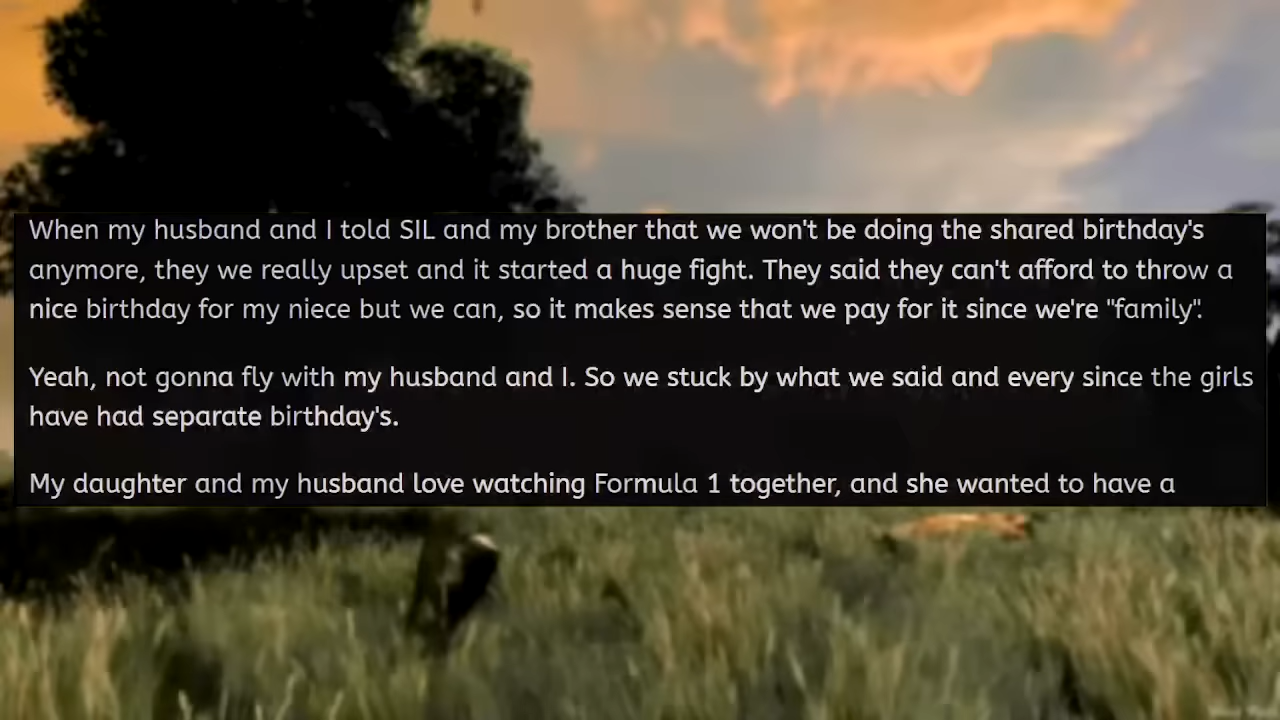 When my husband and I told SIL and my brother that we won't be doing the shared birthday's
anymore, they we really upset and it started a huge fight. They said they can't afford to throw a
nice birthday for my niece but we can, so it makes sense that we pay for it since we're "family".
Yeah, not gonna fly with my husband and I. So we stuck by what we said and every since the girls
have had separate birthday's.
My daughter and my husband love watching Formula 1 together, and she wanted to have a